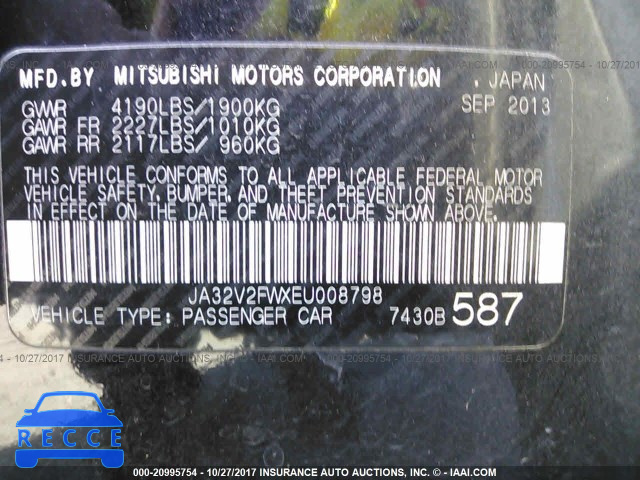 MFD.BY MITSUBISHI MOTORS CORPORATION . JAPAN
GVWR 4190LBS/1900KG SEP 2013
GAWR FR 2227LBS/1010KG
GAWR RR 2117LBS/ 960KG
THIS VEHICLE CONFORMS TO ALL APPLICABLE FEDERAL MOTOR
VEHICLE SAFETY, BUMPER, AND THEFT PREVENTION STANDARDS
IN EFFECT ON THE DATE OF MANUFACTURE SHOWN ABOVE.
JA32V2FWXEU008798
VEHICLE TYPE: PASSENGER CAR 7430B 587
000-20995754 - 10/27/2017 INSURANCE AUTO AUCTIONS, INC. - © IAAI.COM
RECCE